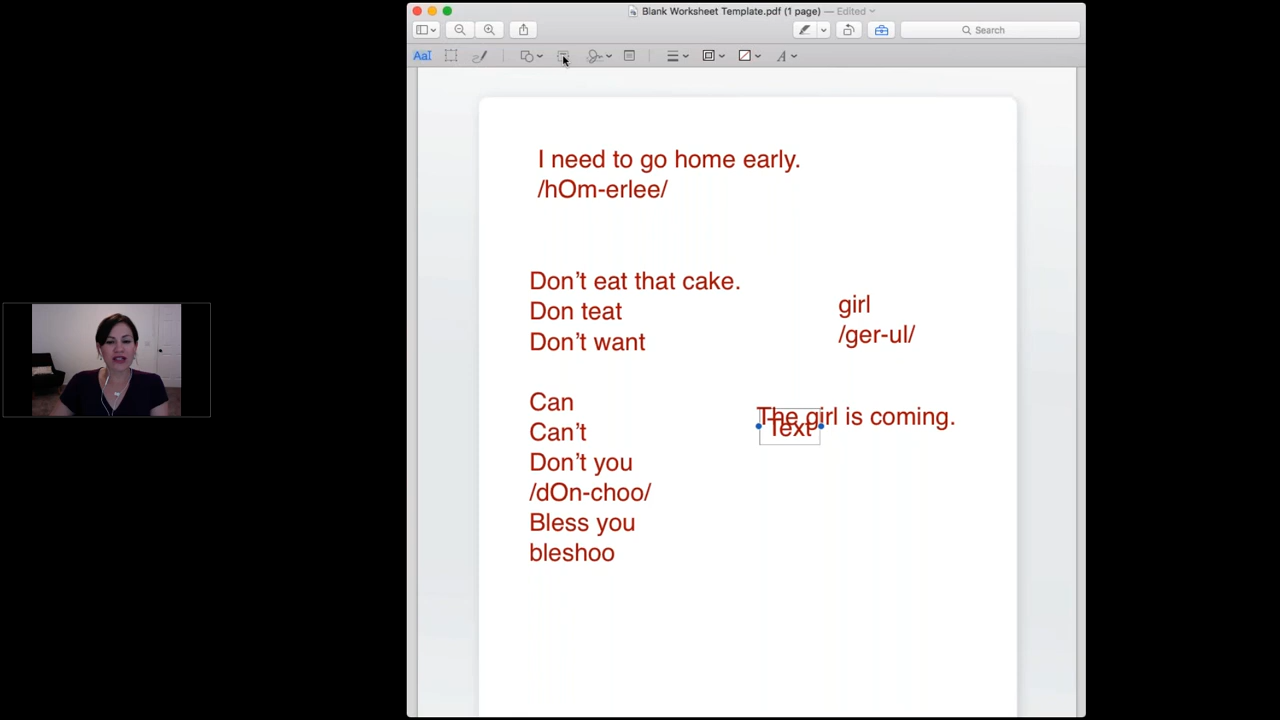 Blank Worksheet Template.pdf (1 page) — Edited
Search
AaI
A
I need to go home early.
/hOm-erlee/
Don't eat that cake.
Don teat
Don't want
girl
/ger-ul/
Can
Can't
Don't you
/dOn-choo/
Bless you
bleshoo
The girl is coming.
Text